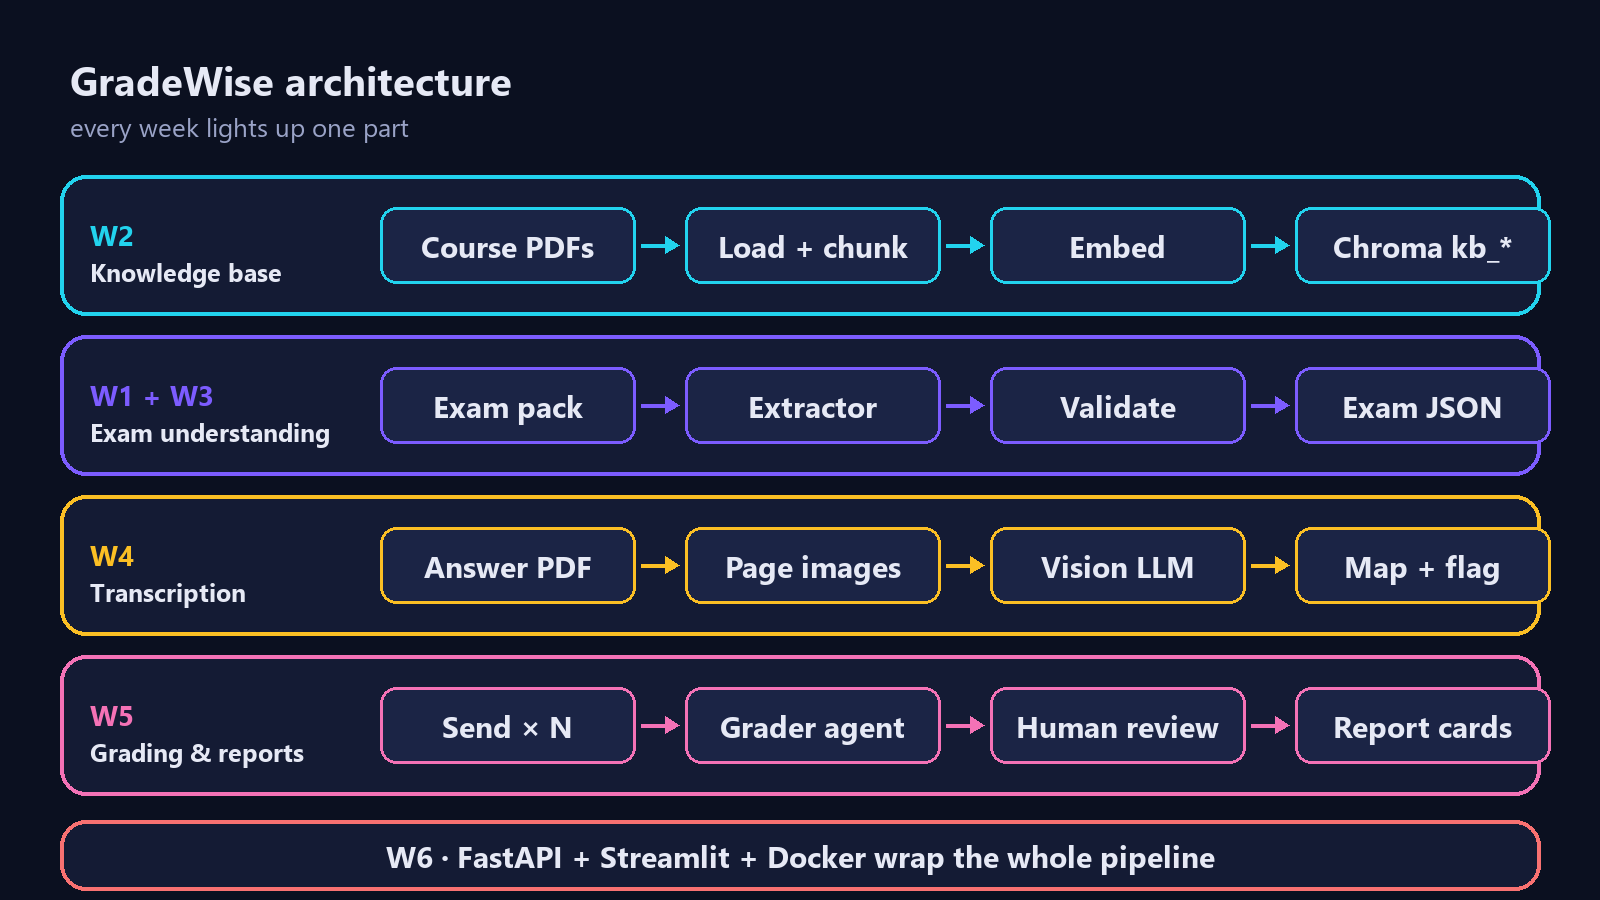 GradeWise architecture
every week lights up one part
W2
Knowledge base
Course PDFs
Load + chunk
Embed
Chroma kb_*
W1 + W3
Exam understanding
Exam pack
Extractor
Validate
Exam JSON
W4
Transcription
Answer PDF
Page images
Vision LLM
Map + flag
W5
Grading & reports
Send × N
Grader agent
Human review
Report cards
W6 · FastAPI + Streamlit + Docker wrap the whole pipeline